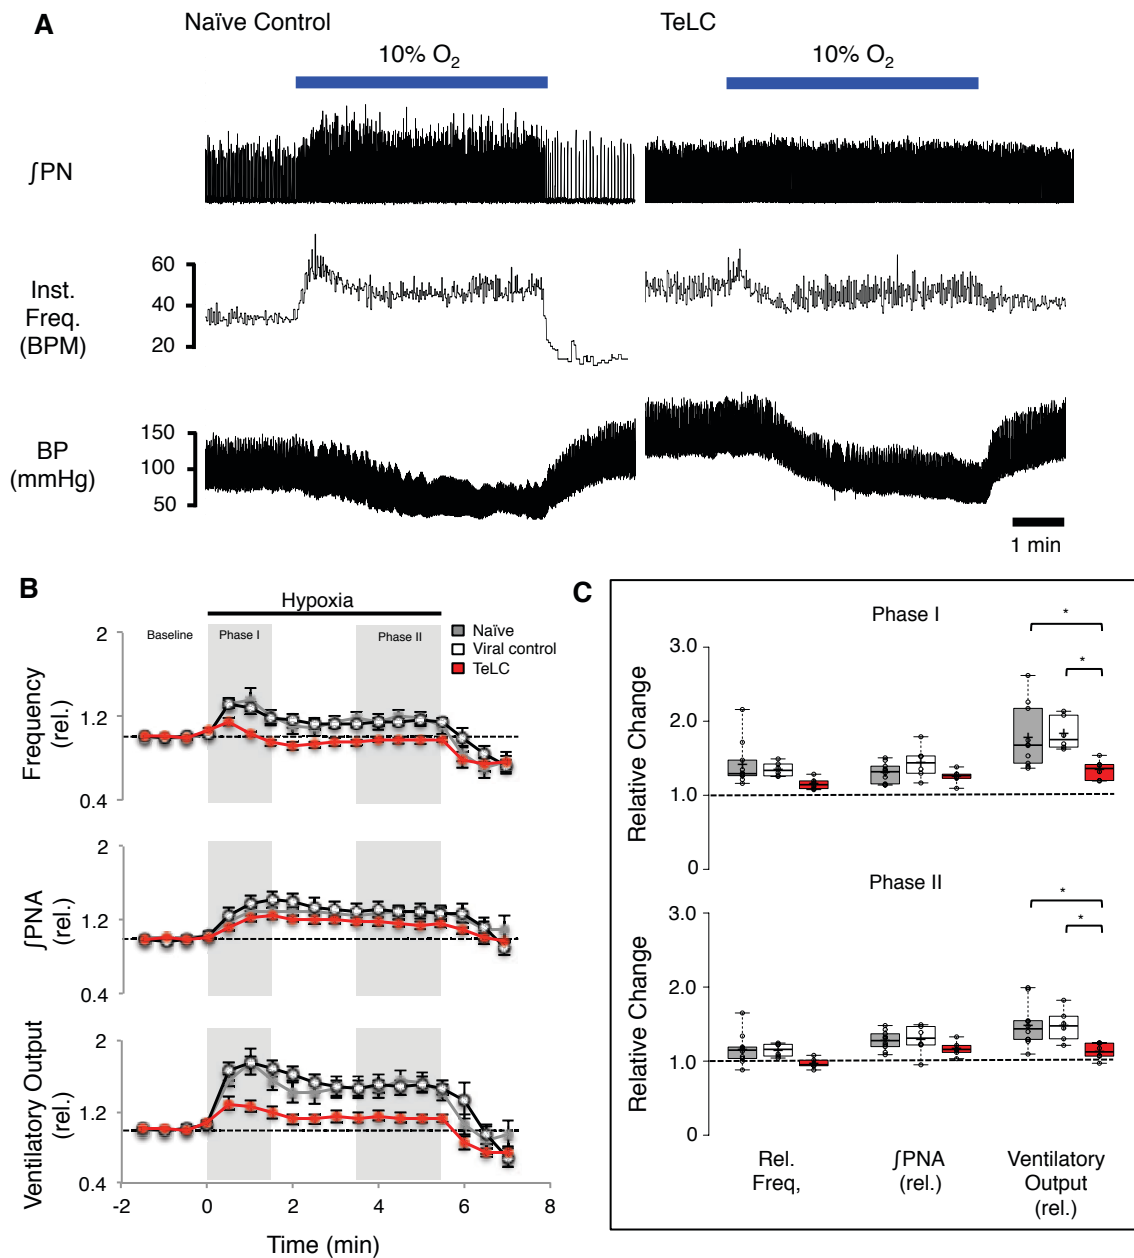 A
Naïve Control
TeLC
10% O₂
10% O₂
∫PN
Inst.
Freq.
(BPM)
60
40
20
BP
(mmHg)
150
100
50
1 min
B
Hypoxia
Baseline
Phase I
Phase II
Naïve
Viral control
TeLC
Frequency
(rel.)
2
1.2
0.4
∫PNA
(rel.)
2
1.2
0.4
Ventilatory Output
(rel.)
2
1.2
0.4
-2
0
2
4
6
8
Time (min)
C
Phase I
*
*
Relative Change
3.0
2.0
1.0
0
Phase II
*
*
Relative Change
3.0
2.0
1.0
0
Rel.
Freq,
∫PNA
(rel.)
Ventilatory
Output
(rel.)